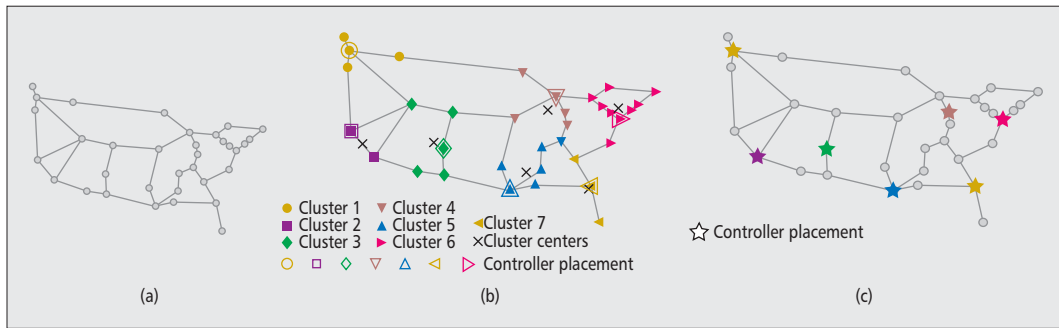 Cluster 1
Cluster 4
Cluster 2
Cluster 5
Cluster 7
Cluster 3
Cluster 6
Cluster centers
Controller placement
Controller placement
(a)
(b)
(c)